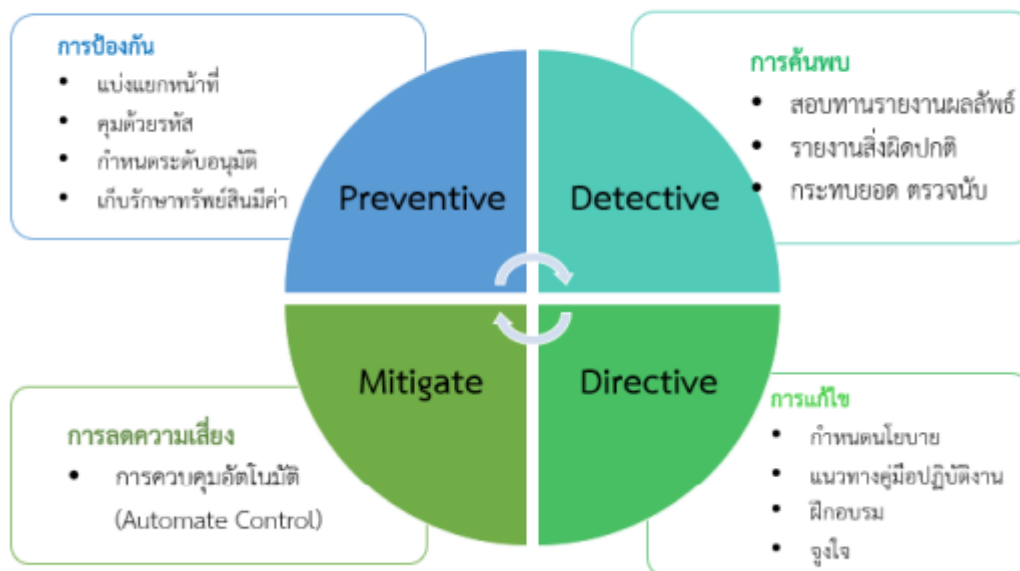 การป้องกัน
• แบ่งแยกหน้าที่
• คุมด้วยรหัส
• กำหนดระดับอนุมัติ
• เก็บรักษาทรัพย์สินมีค่า
Preventive
Detective
การค้นพบ
• สอบทานรายงานผลลัพธ์
• รายงานสิ่งผิดปกติ
• กระทบยอด ตรวจนับ
Mitigate
Directive
การลดความเสี่ยง
• การควบคุมอัตโนมัติ
(Automate Control)
การแก้ไข
• กำหนดนโยบาย
• แนวทางคู่มือปฏิบัติงาน
• ฝึกอบรม
• จูงใจ